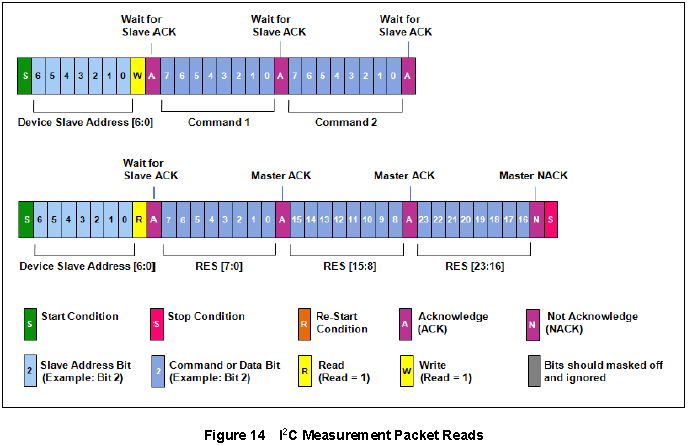 Wait for Slave ACK
Wait for Slave ACK
Wait for Slave ACK
S 6 5 4 3 2 1 0 W A 7 6 5 4 3 2 1 0 A 7 6 5 4 3 2 1 0 A
Device Slave Address [6:0] Command 1 Command 2
Wait for Slave ACK
Master ACK Master ACK Master NACK
S 6 5 4 3 2 1 0 R A 7 6 5 4 3 2 1 0 A 15 14 13 12 11 10 9 8 A 23 22 21 20 19 18 17 16 N S
Device Slave Address [6:0] RES [7:0] RES [15:8] RES [23:16]
S Start Condition
S Stop Condition
R Re-Start Condition
A Acknowledge (ACK)
N Not Acknowledge (NACK)
2 Slave Address Bit (Example: Bit 2)
2 Command or Data Bit (Example: Bit 2)
R Read (Read = 1)
W Write (Read = 1)
Bits should masked off and ignored
Figure 14 I²C Measurement Packet Reads